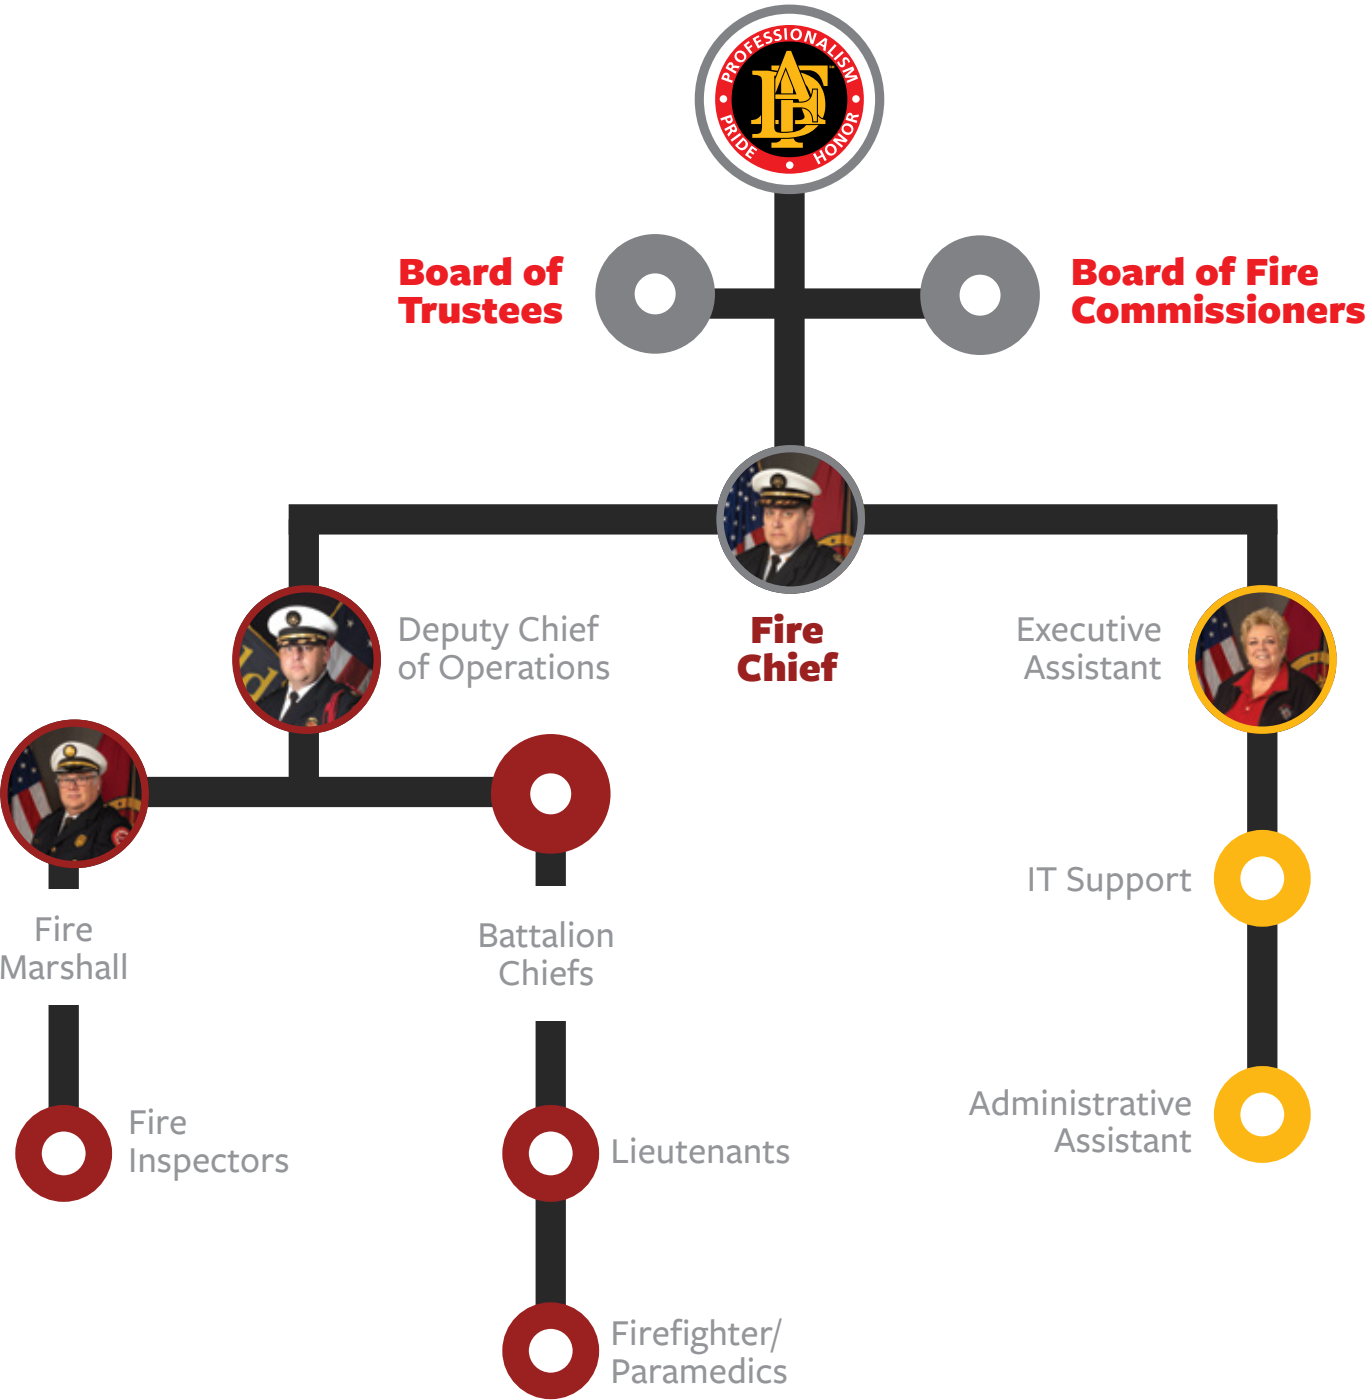 PROFESSIONALISM
PRIDE
HONOR
Board of
Trustees
Board of Fire
Commissioners
Fire
Chief
Deputy Chief
of Operations
Executive
Assistant
IT Support
Fire
Marshall
Battalion
Chiefs
Administrative
Assistant
Fire
Inspectors
Lieutenants
Firefighter/
Paramedics